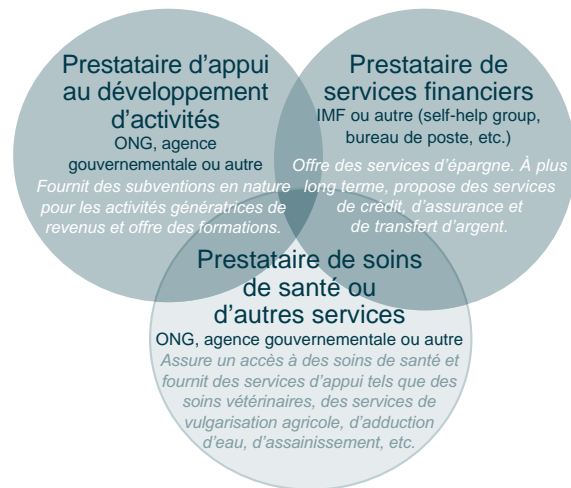 Prestataire d'appui
au développement
d'activités
ONG, agence
gouvernementale ou autre
Fournit des subventions en nature
pour les activités génératrices de
revenus et offre des formations.
Prestataire de
services financiers
IMF ou autre (self-help group,
bureau de poste, etc.)
Offre des services d'épargne. À plus
long terme, propose des services
de crédit, d'assurance et
de transfert d'argent.
Prestataire de soins
de santé ou
d'autres services
ONG, agence gouvernementale ou autre
Assure un accès à des soins de santé et
fournit des services d'appui tels que des
soins vétérinaires, des services de
vulgarisation agricole, d'adduction
d'eau, d'assainissement, etc.